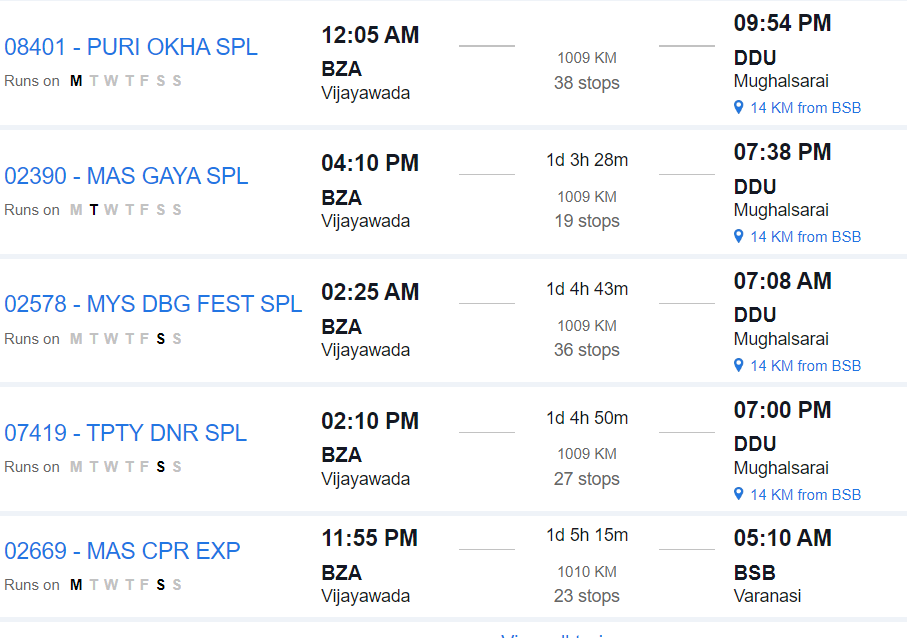 08401 - PURI OKHA SPL
Runs on M T W T F S S
12:05 AM
BZA
Vijayawada
1009 KM
38 stops
09:54 PM
DDU
Mughalsarai
14 KM from BSB
02390 - MAS GAYA SPL
Runs on M T W T F S S
04:10 PM
BZA
Vijayawada
1d 3h 28m
1009 KM
19 stops
07:38 PM
DDU
Mughalsarai
14 KM from BSB
02578 - MYS DBG FEST SPL
Runs on M T W T F S S
02:25 AM
BZA
Vijayawada
1d 4h 43m
1009 KM
36 stops
07:08 AM
DDU
Mughalsarai
14 KM from BSB
07419 - TPTY DNR SPL
Runs on M T W T F S S
02:10 PM
BZA
Vijayawada
1d 4h 50m
1009 KM
27 stops
07:00 PM
DDU
Mughalsarai
14 KM from BSB
02669 - MAS CPR EXP
Runs on M T W T F S S
11:55 PM
BZA
Vijayawada
1d 5h 15m
1010 KM
23 stops
05:10 AM
BSB
Varanasi